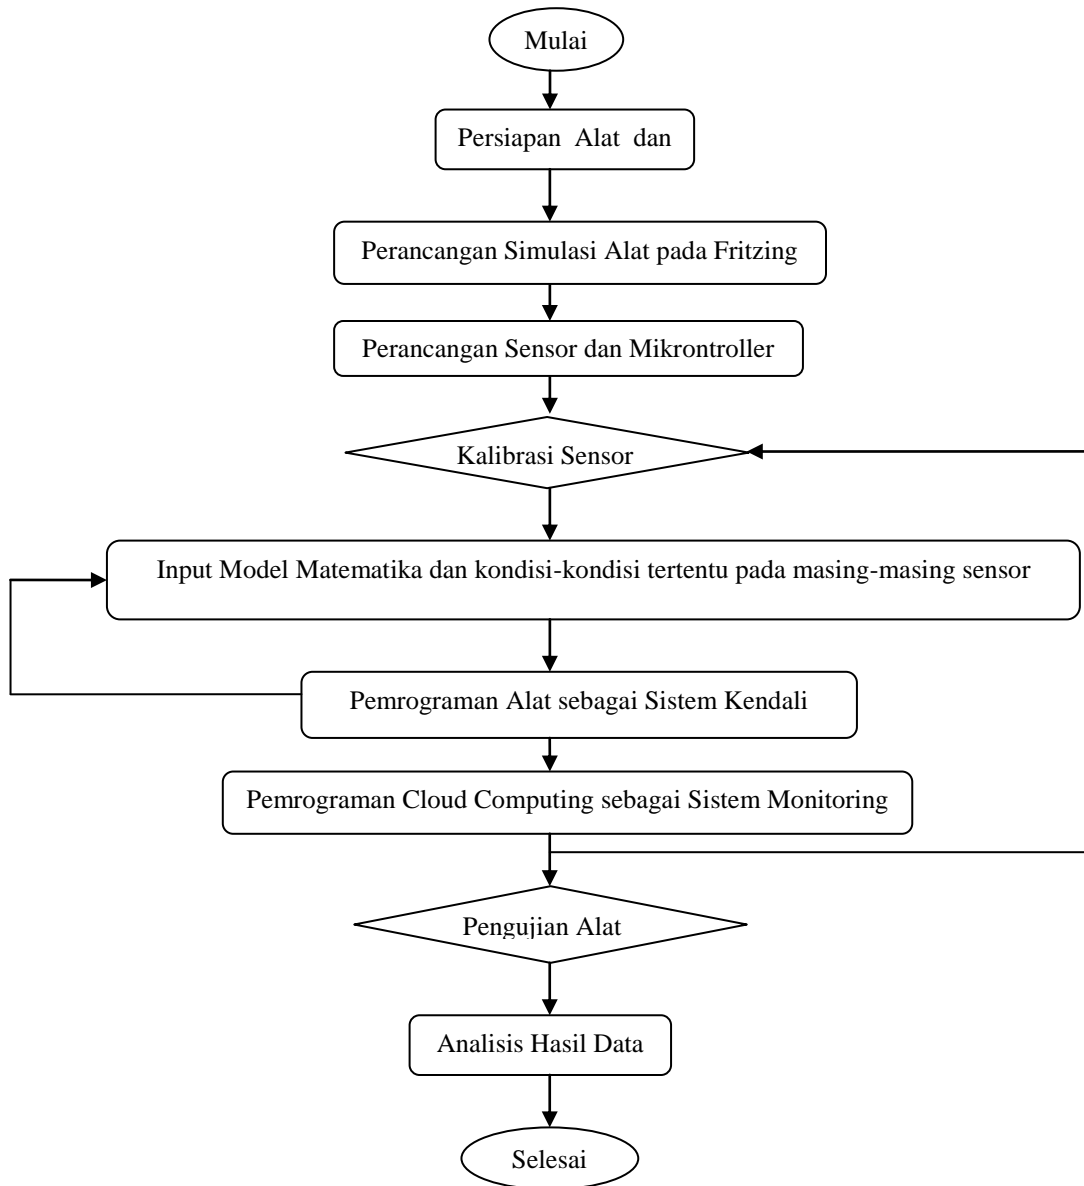 Mulai
Persiapan Alat dan
Perancangan Simulasi Alat pada Fritzing
Perancangan Sensor dan Mikrontroller
Kalibrasi Sensor
Input Model Matematika dan kondisi-kondisi tertentu pada masing-masing sensor
Pemrograman Alat sebagai Sistem Kendali
Pemrograman Cloud Computing sebagai Sistem Monitoring
Pengujian Alat
Analisis Hasil Data
Selesai